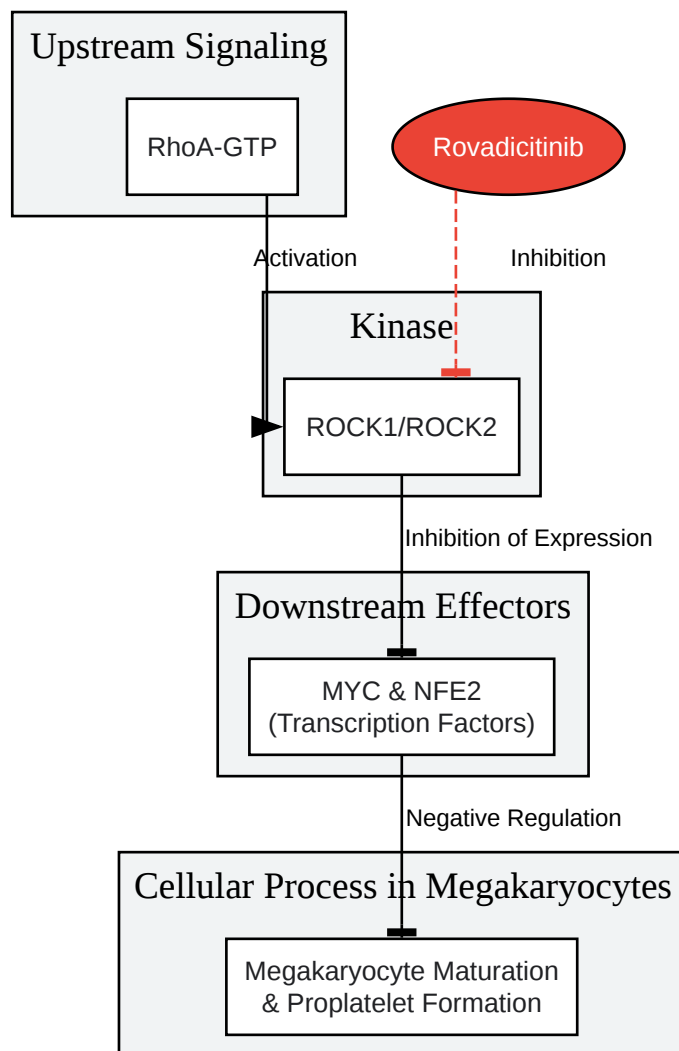 Upstream Signaling
RhoA-GTP
Rovadicitinib
Activation
Inhibition
Kinase
ROCK1/ROCK2
Inhibition of Expression
Downstream Effectors
MYC & NFE2
(Transcription Factors)
Negative Regulation
Cellular Process in Megakaryocytes
Megakaryocyte Maturation
& Proplatelet Formation